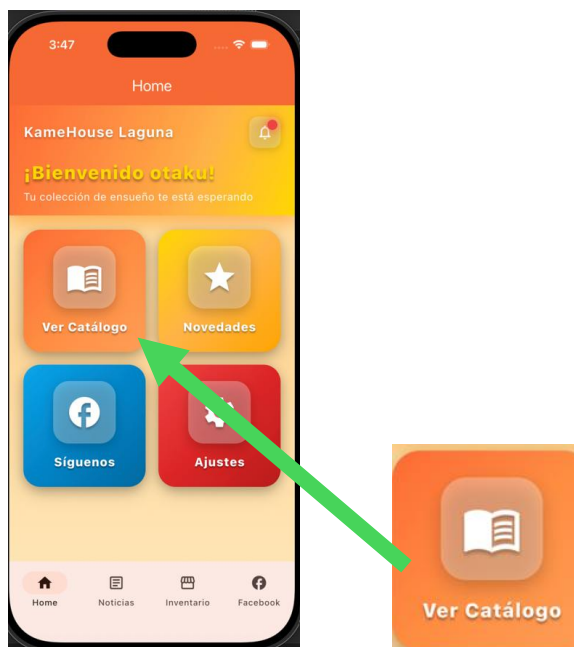 3:47
Home
KameHouse Laguna
¡Bienvenido otaku!
Tu colección de ensueño te está esperando
Ver Catálogo
Novedades
Síguenos
Ajustes
Home
Noticias
Inventario
Facebook
Ver Catálogo